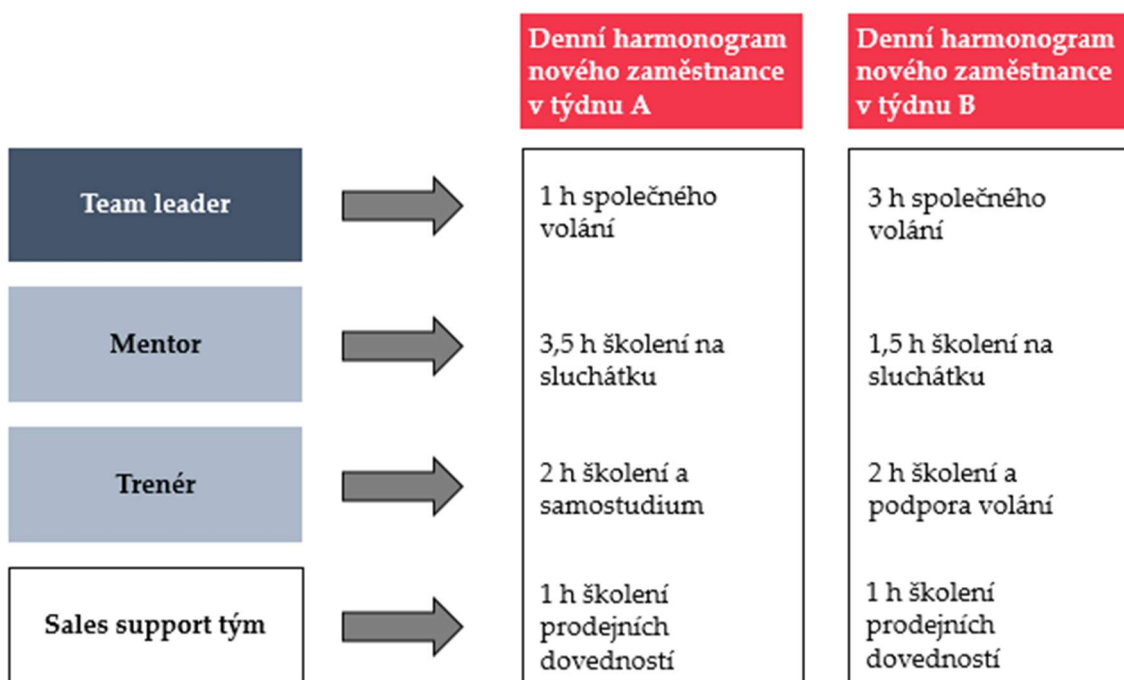 Denní harmonogram
nového zaměstnance
v týdnu A
Denní harmonogram
nového zaměstnance
v týdnu B
Team leader
1 h společného
volání
3 h společného
volání
Mentor
3,5 h školení na
sluchátku
1,5 h školení na
sluchátku
Trenér
2 h školení a
samostudium
2 h školení a
podpora volání
Sales support tým
1 h školení
prodejních
dovedností
1 h školení
prodejních
dovedností